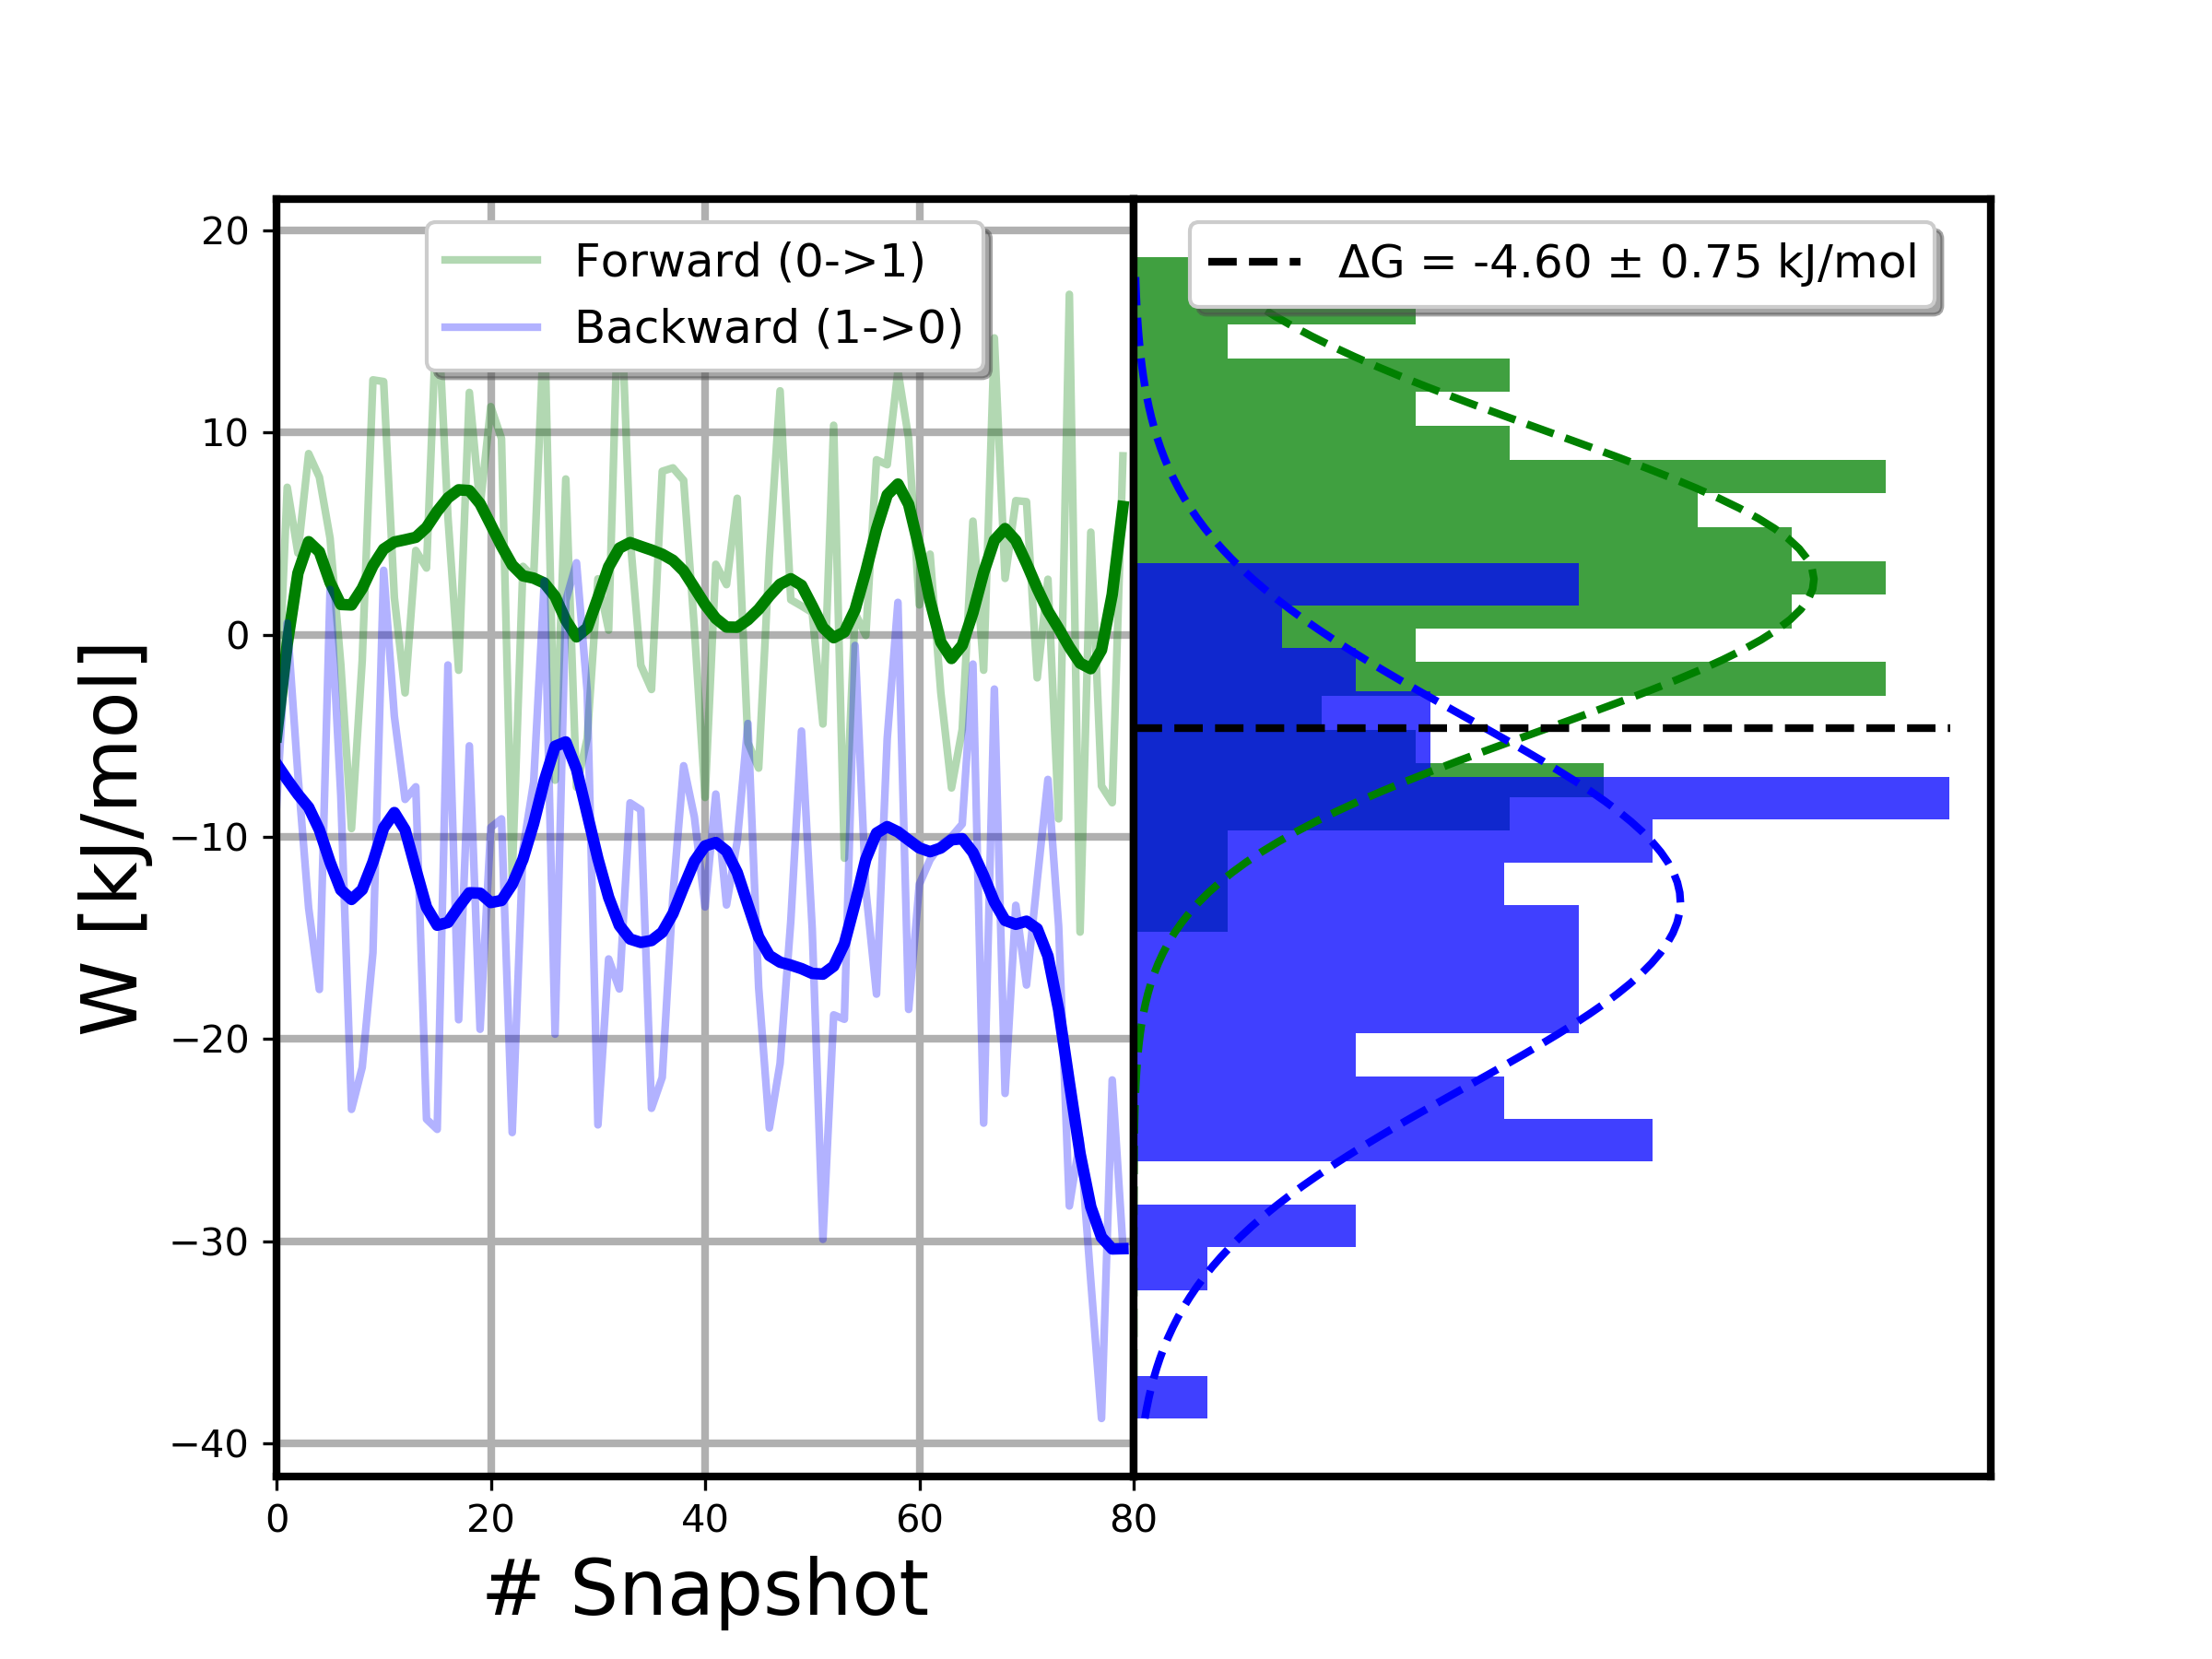 Forward (0->1)
Backward (1->0)
ΔG = -4.60 ± 0.75 kJ/mol
W [kJ/mol]
20
10
0
−10
−20
−30
−40
0 20 40 60 80
# Snapshot